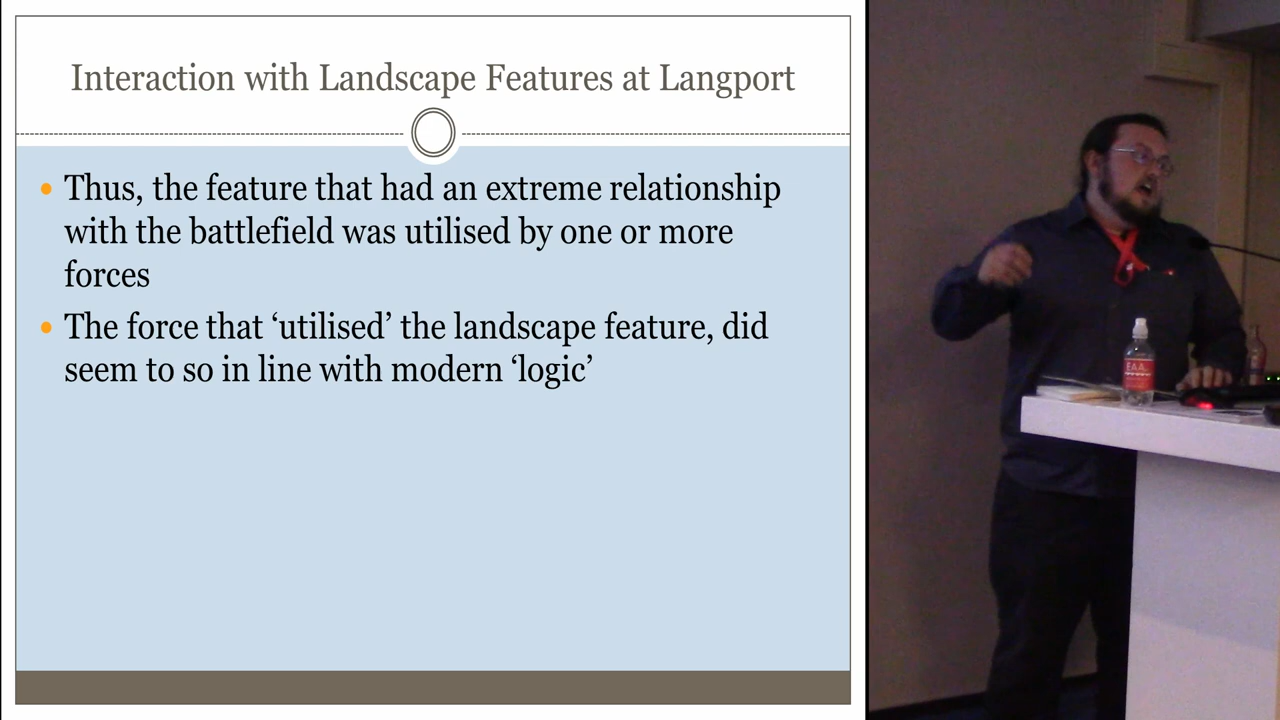 Interaction with Landscape Features at Langport
• Thus, the feature that had an extreme relationship
with the battlefield was utilised by one or more
forces
• The force that ‘utilised’ the landscape feature, did
seem to so in line with modern ‘logic’
EAA